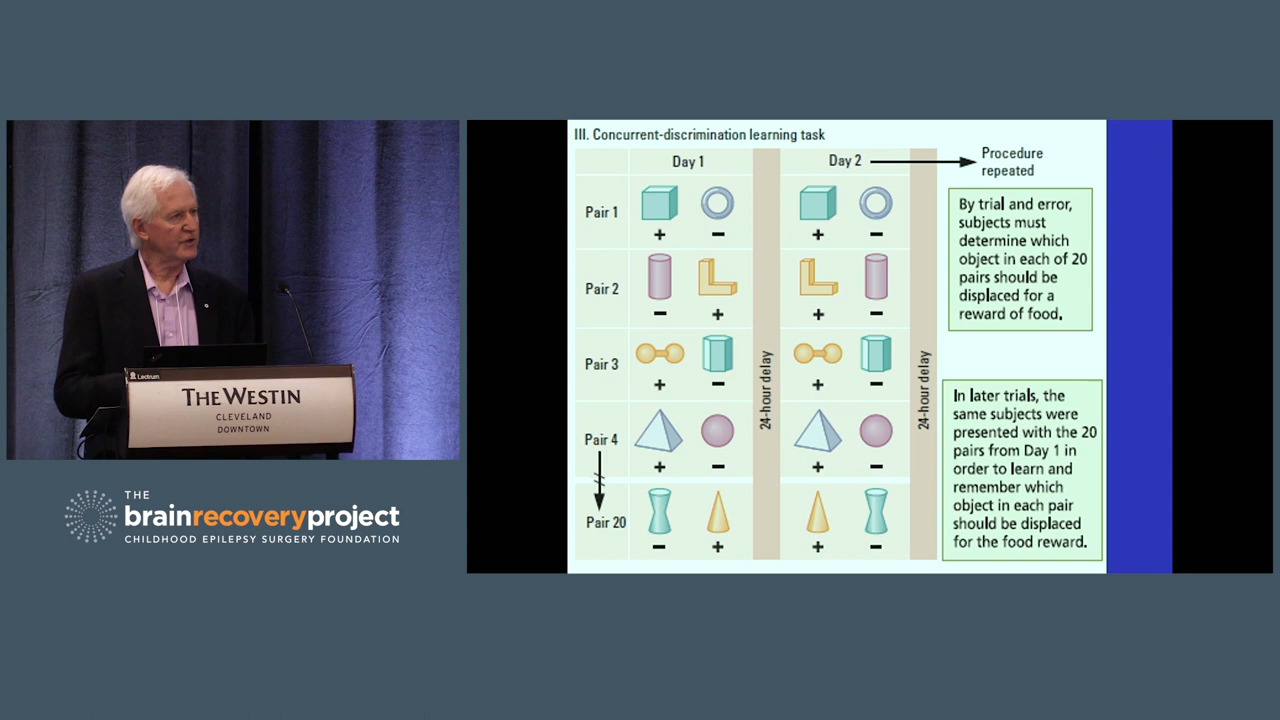 III. Concurrent-discrimination learning task
Day 1
Day 2
Procedure
repeated
Pair 1
+
−
+
−
Pair 2
−
+
+
−
Pair 3
+
−
+
−
Pair 4
+
−
+
−
Pair 20
−
+
+
−
24-hour delay
24-hour delay
By trial and error,
subjects must
determine which
object in each of 20
pairs should be
displaced for a
reward of food.
In later trials, the
same subjects were
presented with the 20
pairs from Day 1 in
order to learn and
remember which
object in each pair
should be displaced
for the food reward.
Lectrum
THE WESTIN
CLEVELAND
DOWNTOWN
THE
brainrecoveryproject
CHILDHOOD EPILEPSY SURGERY FOUNDATION